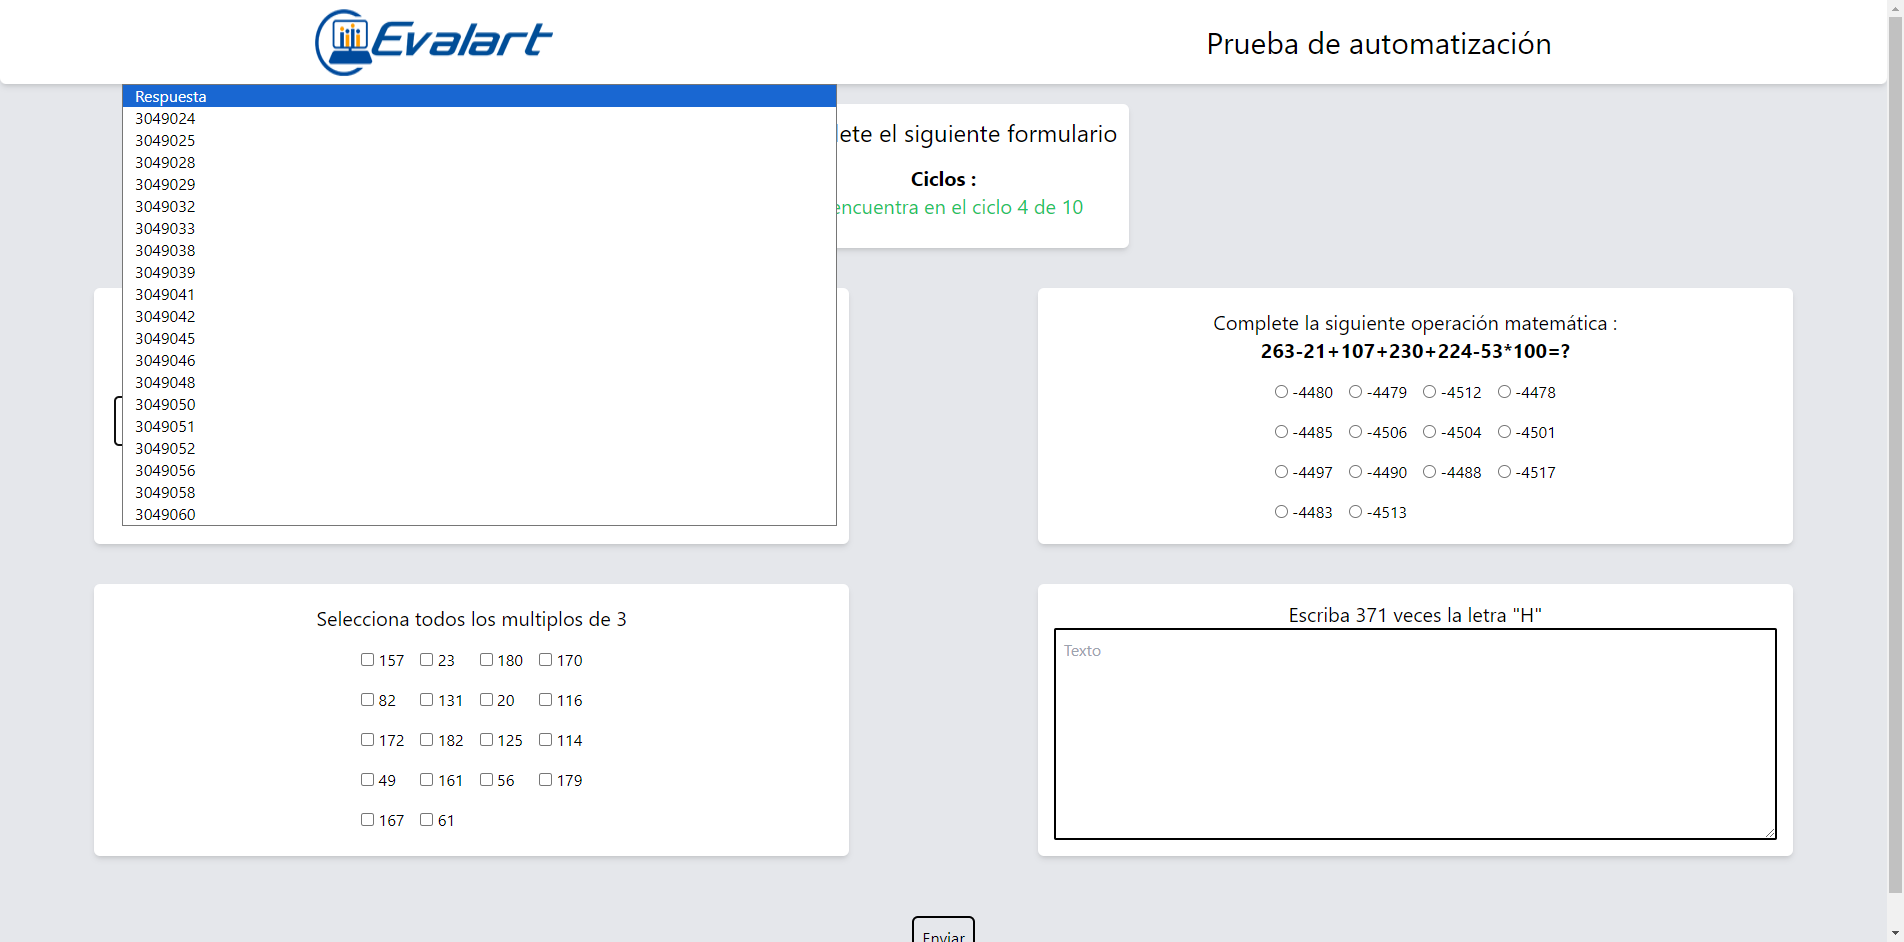 Evalart
Prueba de automatización
Respuesta
3049024
3049025
3049028
3049029
3049032
3049033
3049038
3049039
3049041
3049042
3049045
3049046
3049048
3049050
3049051
3049052
3049056
3049058
3049060
lete el siguiente formulario
Ciclos :
encuentra en el ciclo 4 de 10
Complete la siguiente operación matemática :
263-21+107+230+224-53*100=?
-4480 -4479 -4512 -4478
-4485 -4506 -4504 -4501
-4497 -4490 -4488 -4517
-4483 -4513
Selecciona todos los multiplos de 3
157 23 180 170
82 131 20 116
172 182 125 114
49 161 56 179
167 61
Escriba 371 veces la letra "H"
Texto
Enviar